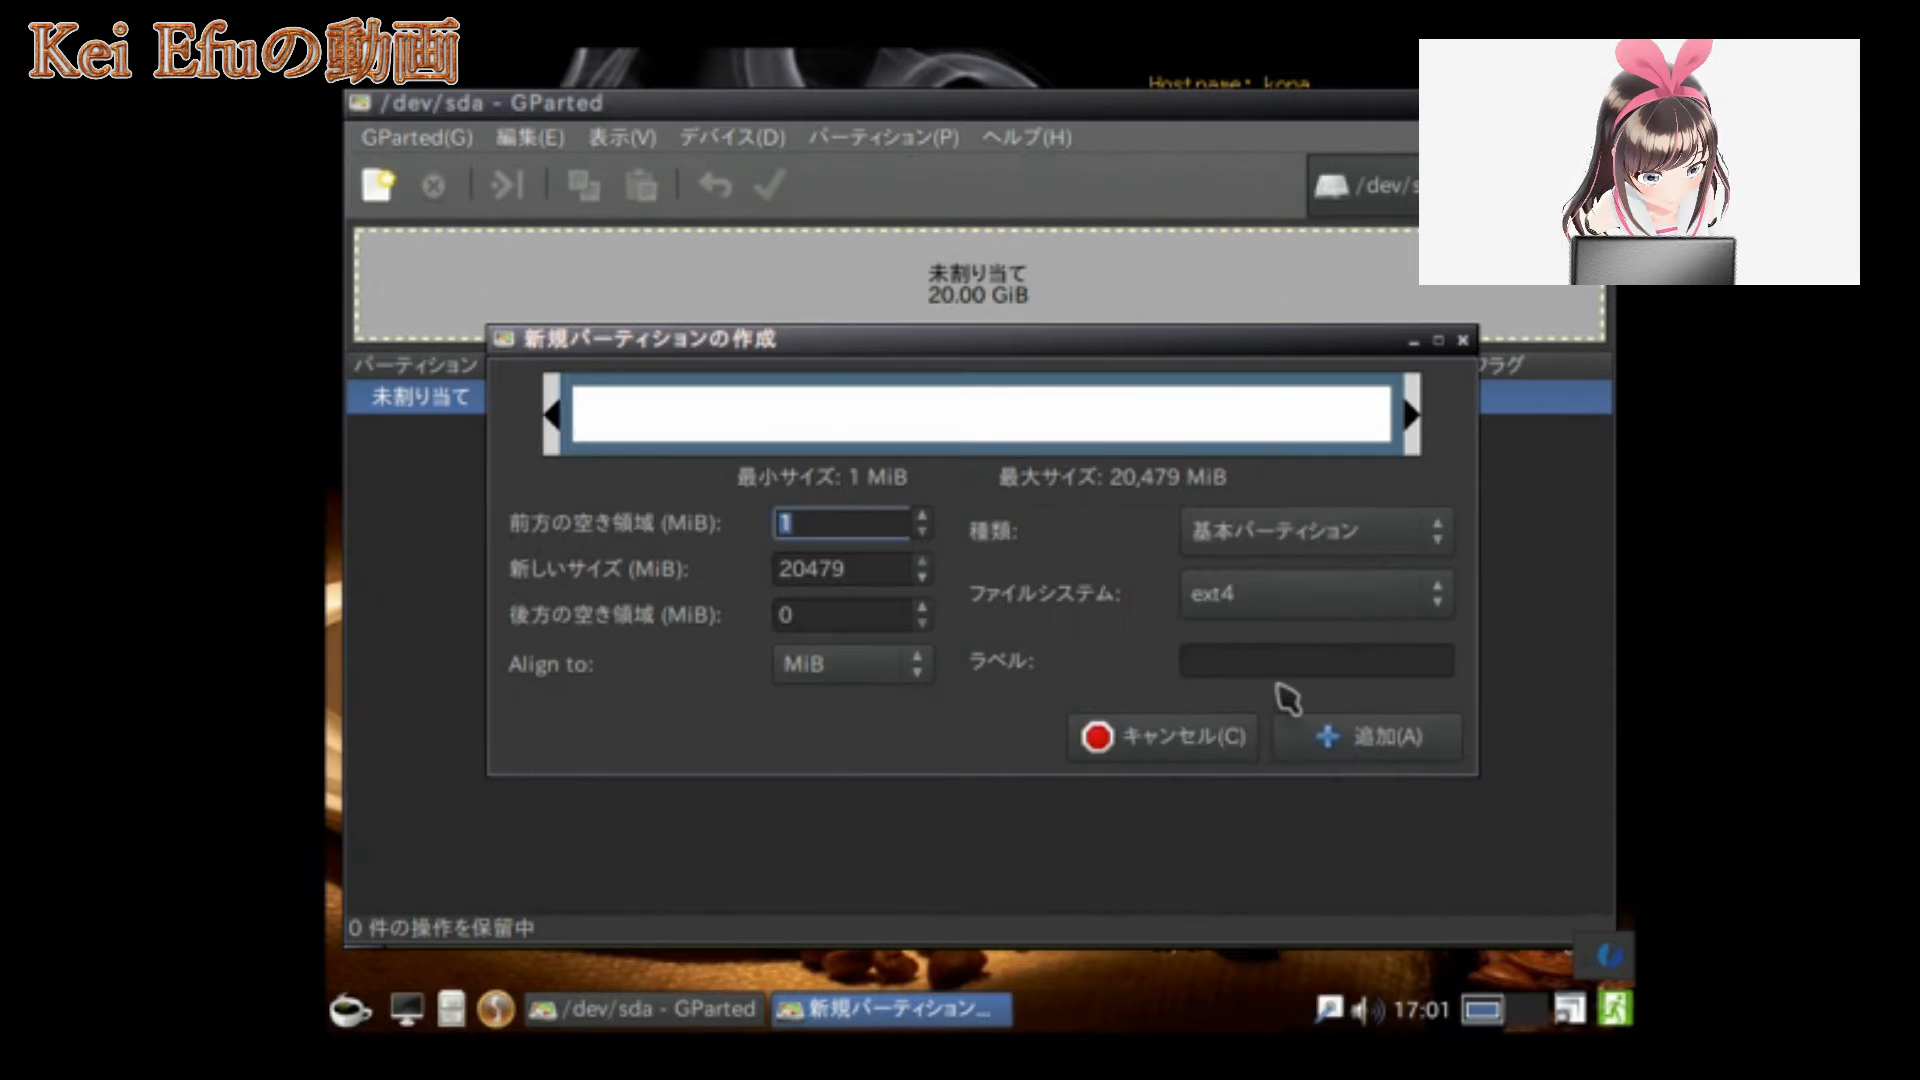 Kei Efuの動画
Hostname: kona
/dev/sda - GParted
GParted(G) 編集(E) 表示(V) デバイス(D) パーティション(P) ヘルプ(H)
/dev/s
未割り当て
20.00 GiB
パーティション
フラグ
未割り当て
新規パーティションの作成
最小サイズ: 1 MiB
最大サイズ: 20,479 MiB
前方の空き領域 (MiB):
1
新しいサイズ (MiB):
20479
後方の空き領域 (MiB):
0
Align to:
MiB
種類:
基本パーティション
ファイルシステム:
ext4
ラベル:
キャンセル(C)
追加(A)
0 件の操作を保留中
/dev/sda - GParted
新規パーティション...
17:01